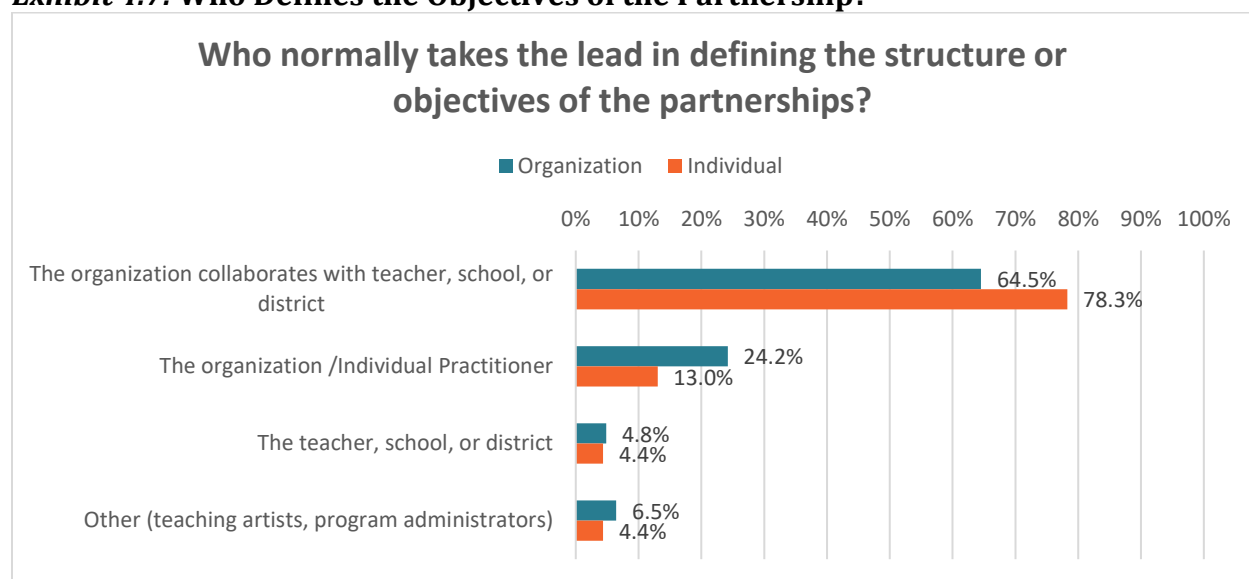 Who Defines the Objectives of the Partnership?
Who normally takes the lead in defining the structure or
objectives of the partnerships?
Organization Individual
0% 10% 20% 30% 40% 50% 60% 70% 80% 90% 100%
The organization collaborates with teacher, school, or
district
64.5%
78.3%
The organization /Individual Practitioner
24.2%
13.0%
The teacher, school, or district
4.8%
4.4%
Other (teaching artists, program administrators)
6.5%
4.4%